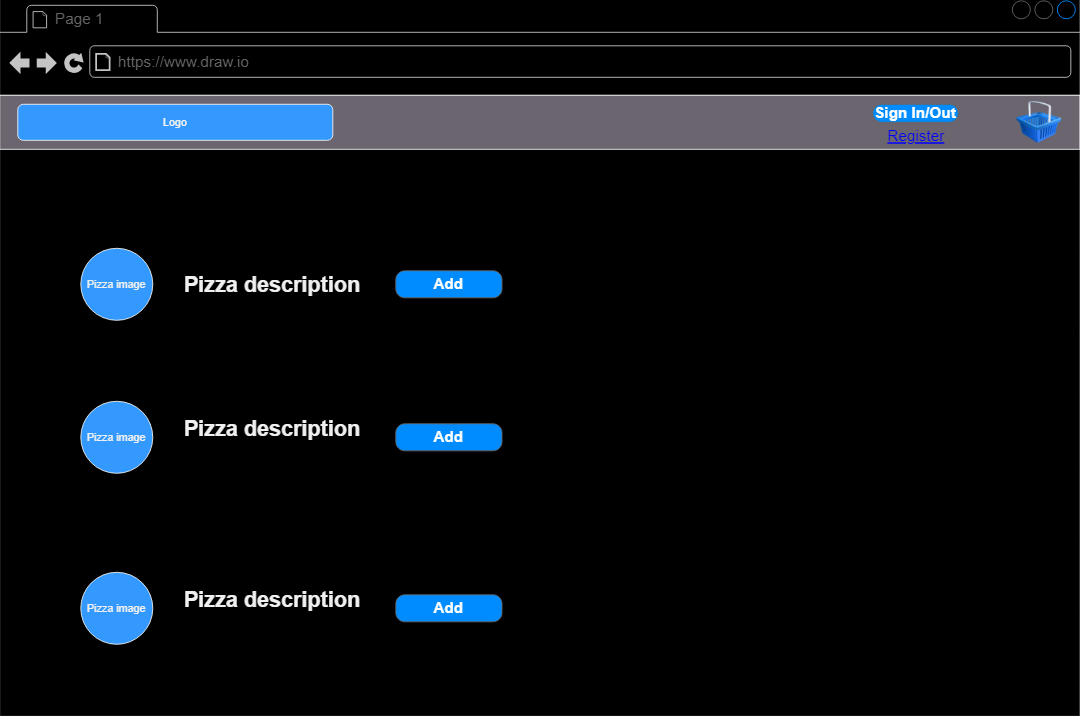 Page 1
https://www.draw.io
Logo
Sign In/Out
Register
Pizza image
Pizza description
Add
Pizza image
Pizza description
Add
Pizza image
Pizza description
Add